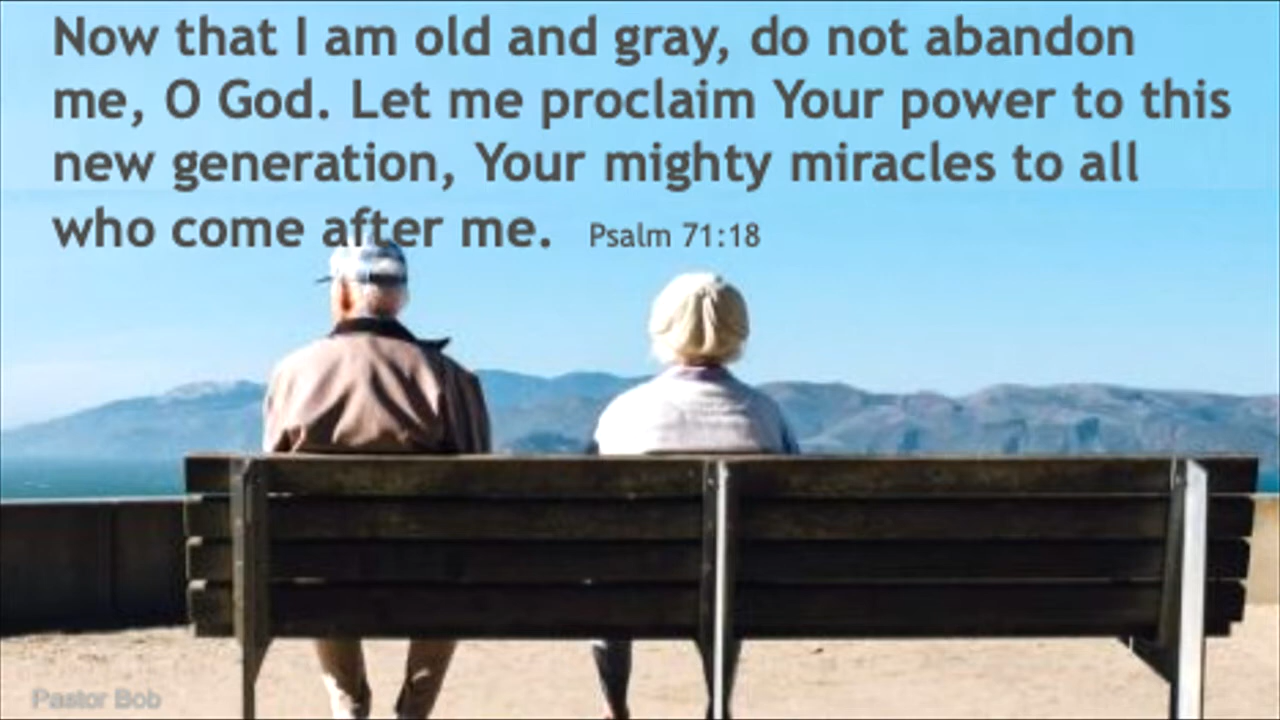 Now that I am old and gray, do not abandon
me, O God. Let me proclaim Your power to this
new generation, Your mighty miracles to all
who come after me. Psalm 71:18
Pastor Bob